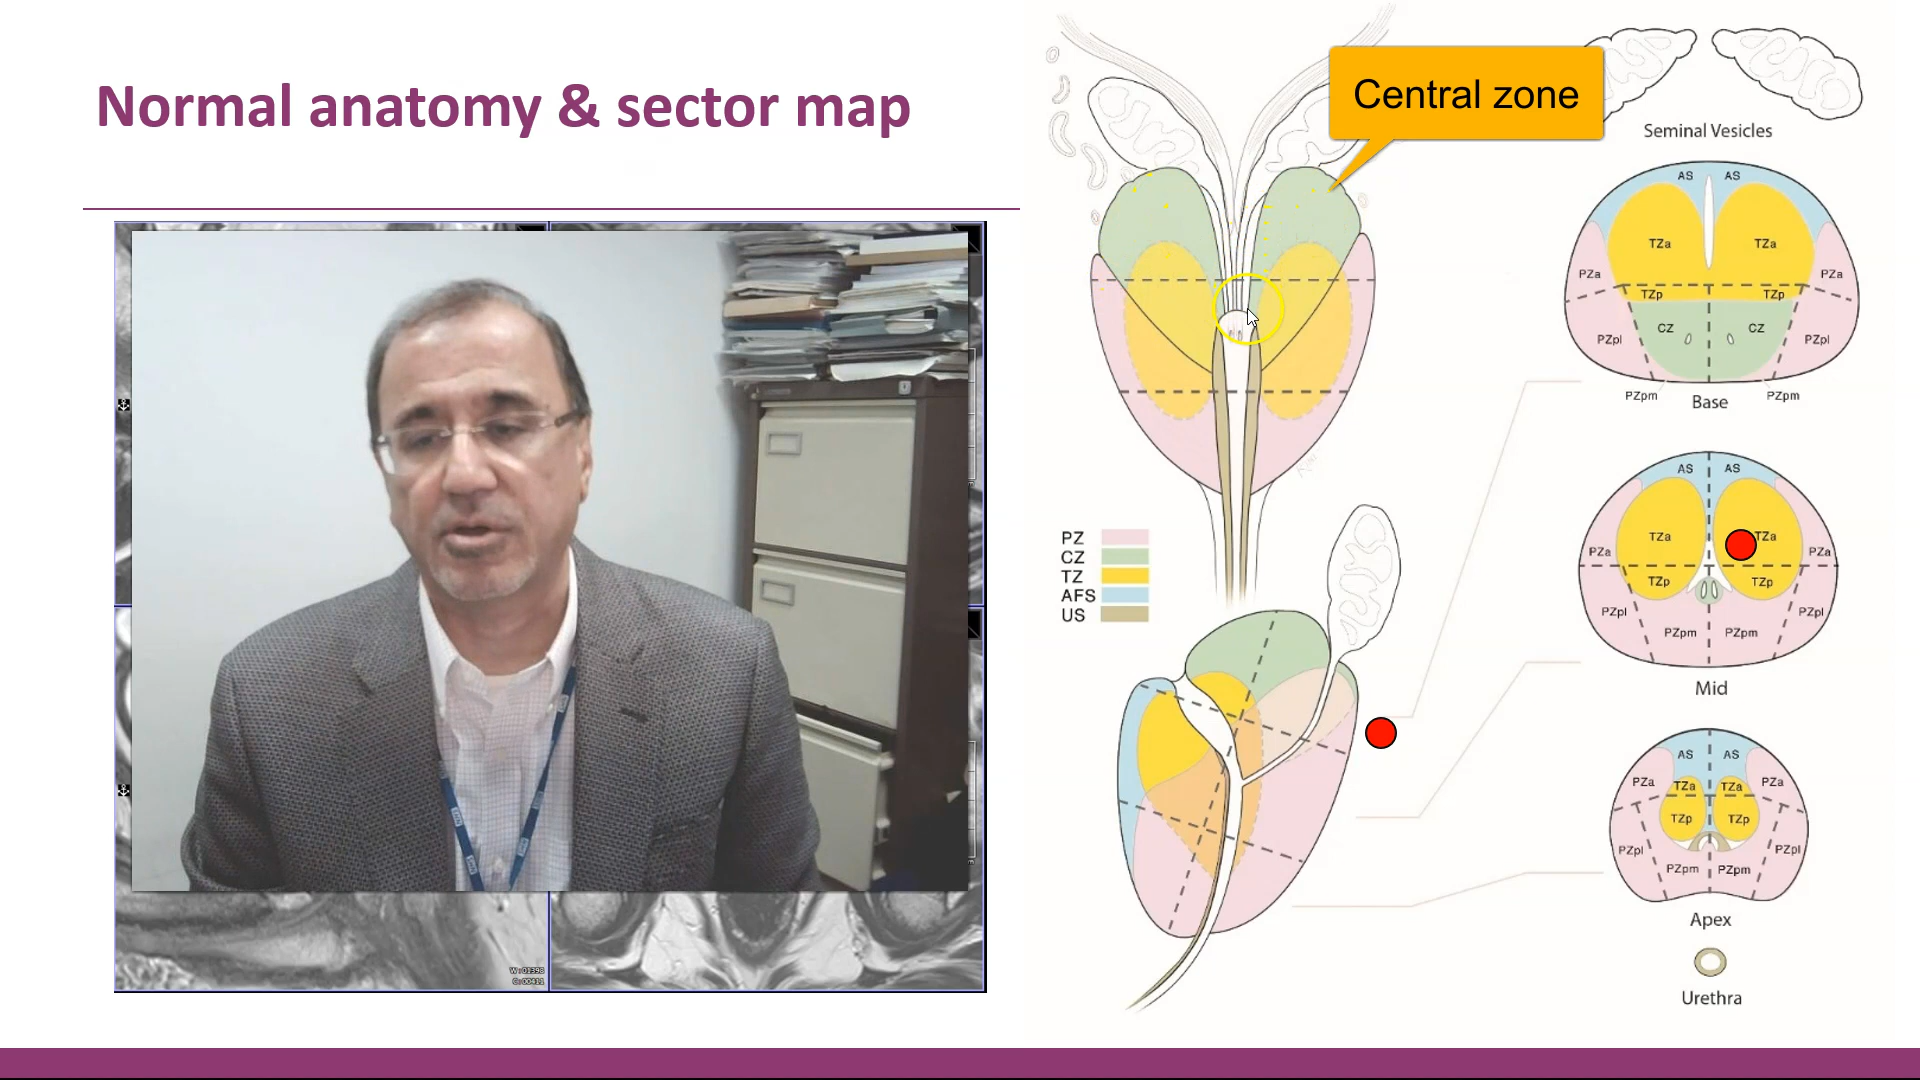 Normal anatomy & sector map
Central zone
Seminal Vesicles
AS AS
TZa TZa
PZa PZa
TZp TZp
CZ CZ
PZpl PZpl
PZpm PZpm
Base
AS AS
TZa TZa
PZa PZa
TZp TZp
PZpl PZpl
PZpm PZpm
Mid
AS AS
PZa PZa
TZa TZa
TZp TZp
PZpl PZpl
PZpm PZpm
Apex
Urethra
PZ
CZ
TZ
AFS
US